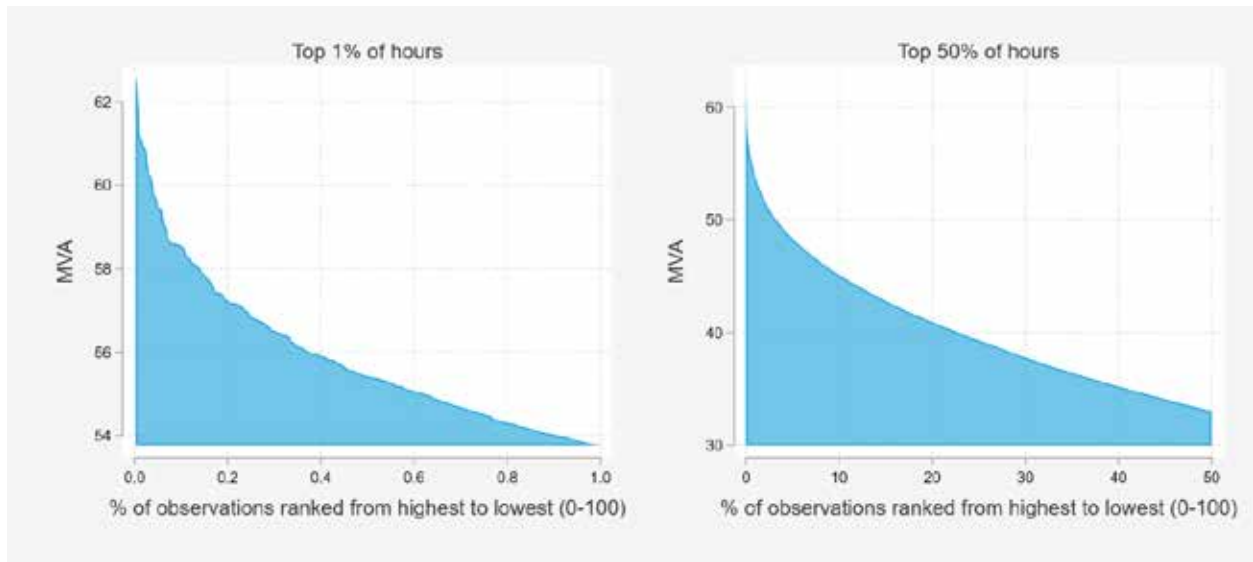 Top 1% of hours
62
60
58
56
54
MVA
0.0 0.2 0.4 0.6 0.8 1.0
% of observations ranked from highest to lowest (0-100)
Top 50% of hours
60
50
40
30
MVA
0 10 20 30 40 50
% of observations ranked from highest to lowest (0-100)